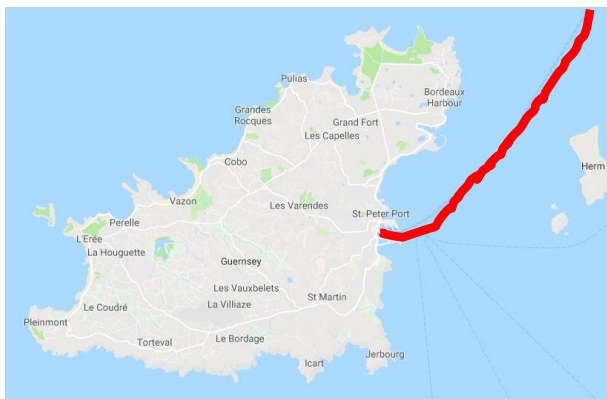 Pulias
Bordeaux
Harbour
Grandes
Rocques
Grand Fort
Les Capelles
Cobo
Herm
Vazon
Les Varendes
St. Peter Port
Perelle
L'Erée
La Houguette
Guernsey
Les Vauxbelets
St Martin
La Villiaze
Le Coudré
Pleinmont
Torteval
Le Bordage
Jerbourg
Icart